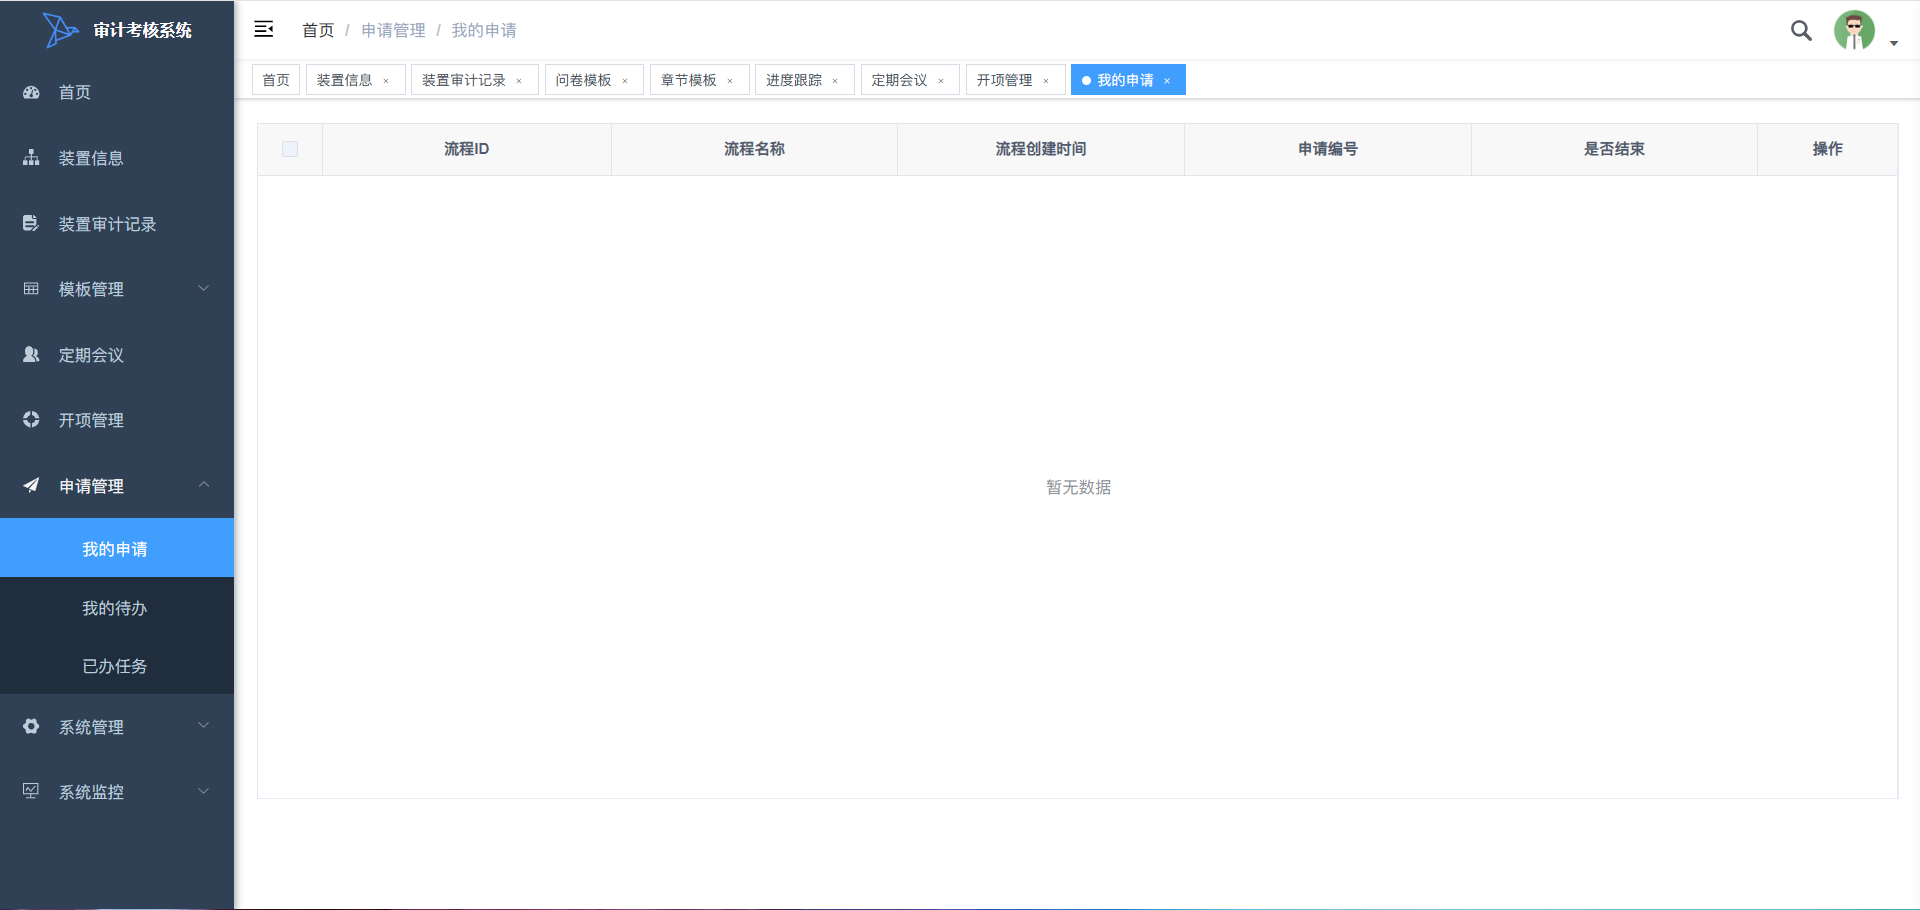 审计考核系统
首页
装置信息
装置审计记录
模板管理
定期会议
开项管理
申请管理
我的申请
我的待办
已办任务
系统管理
系统监控
首页 / 申请管理 / 我的申请
首页 装置信息 × 装置审计记录 × 问卷模板 × 章节模板 × 进度跟踪 × 定期会议 × 开项管理 × 我的申请 ×
流程ID 流程名称 流程创建时间 申请编号 是否结束 操作
暂无数据